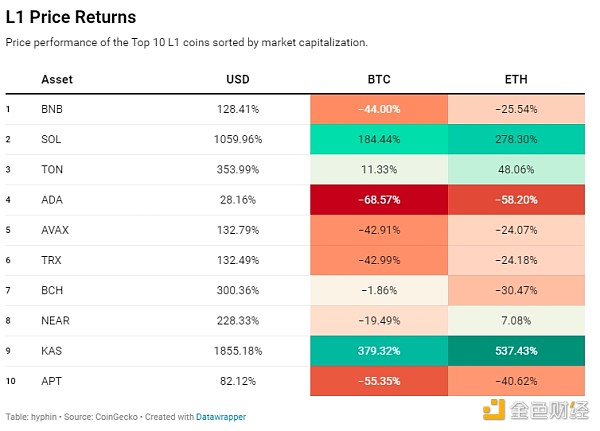 L1 Price Returns
Price performance of the Top 10 L1 coins sorted by market capitalization.
Asset USD BTC ETH
1 BNB 128.41% −44.00% −25.54%
2 SOL 1059.96% 184.44% 278.30%
3 TON 353.99% 11.33% 48.06%
4 ADA 28.16% −68.57% −58.20%
5 AVAX 132.79% −42.91% −24.07%
6 TRX 132.49% −42.99% −24.18%
7 BCH 300.36% −1.86% −30.47%
8 NEAR 228.33% −19.49% 7.08%
9 KAS 1855.18% 379.32% 537.43%
10 APT 82.12% −55.35% −40.62%
Table: hyphin • Source: CoinGecko • Created with Datawrapper
金色财经